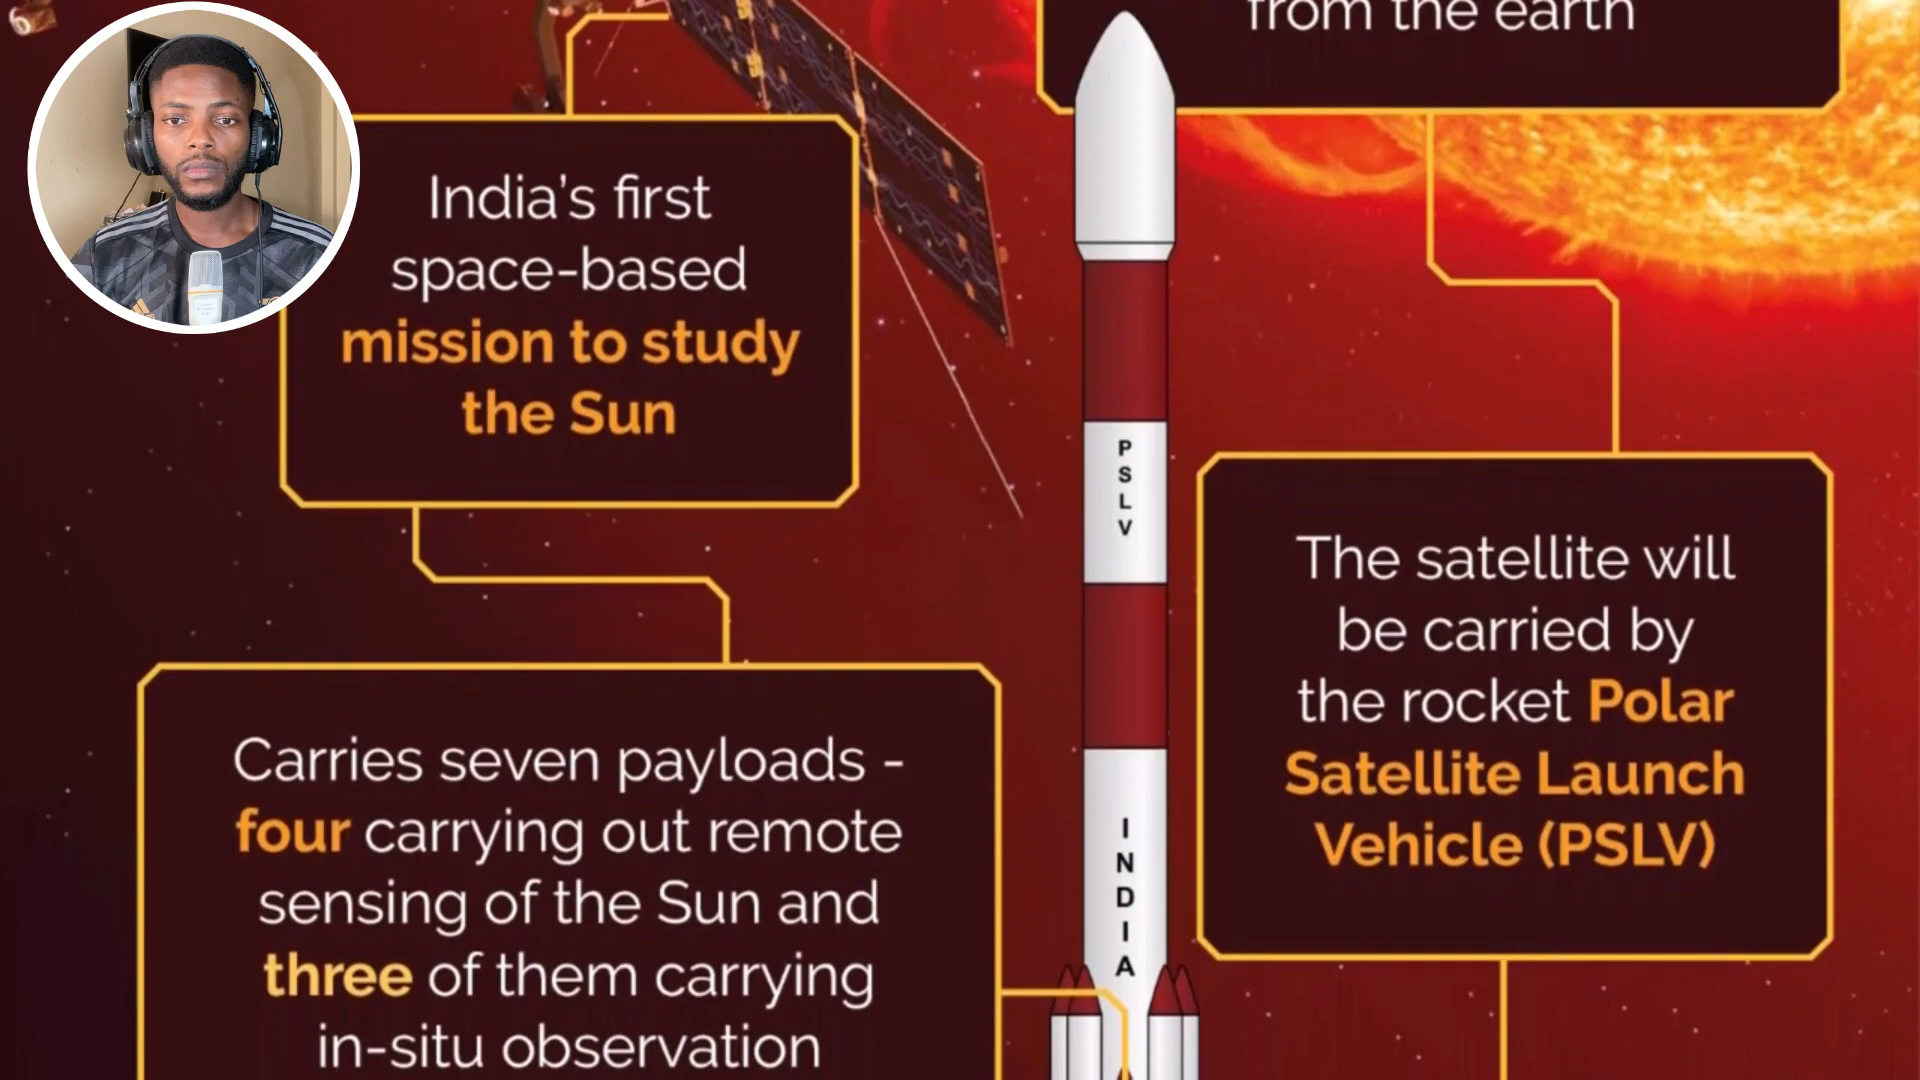 from the earth
India's first
space-based
mission to study
the Sun
PSLV
INDIA
The satellite will
be carried by
the rocket Polar
Satellite Launch
Vehicle (PSLV)
Carries seven payloads -
four carrying out remote
sensing of the Sun and
three of them carrying
in-situ observation